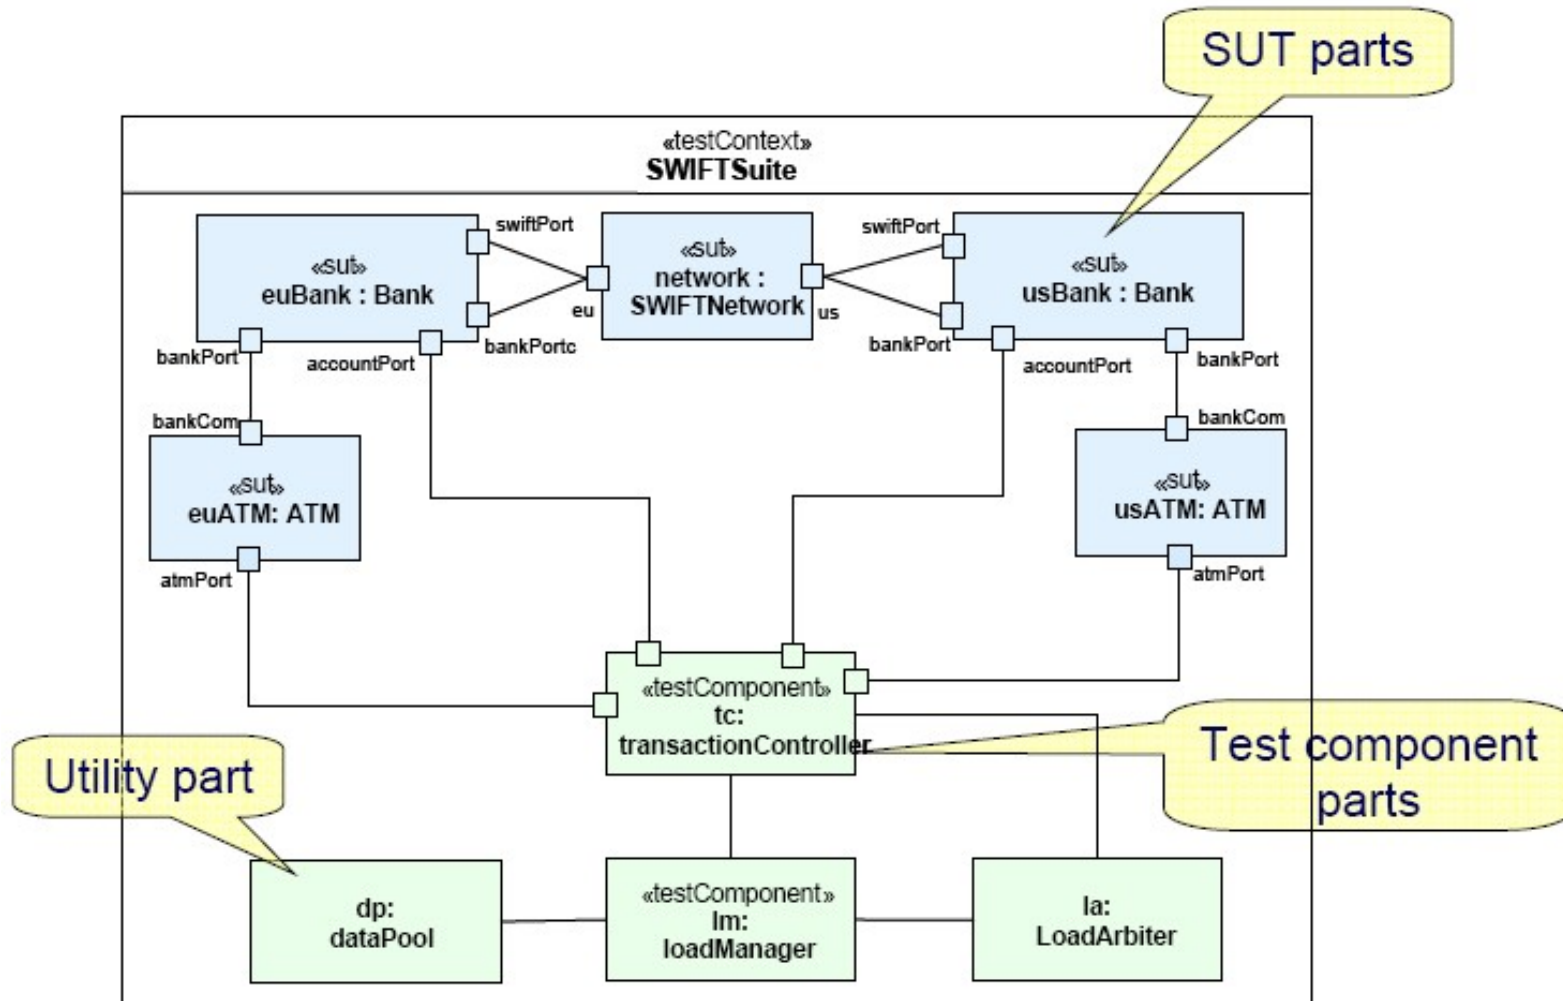 SUT parts
«testContext»
SWIFTSuite
swiftPort
swiftPort
«sut»
euBank : Bank
«sut»
network :
SWIFTNetwork
«sut»
usBank : Bank
eu
us
bankPort
accountPort
bankPortc
bankPort
accountPort
bankPort
bankCom
bankCom
«sut»
euATM: ATM
«sut»
usATM: ATM
atmPort
atmPort
«testComponent»
tc:
transactionController
Test component
parts
Utility part
dp:
dataPool
«testComponent»
lm:
loadManager
la:
LoadArbiter